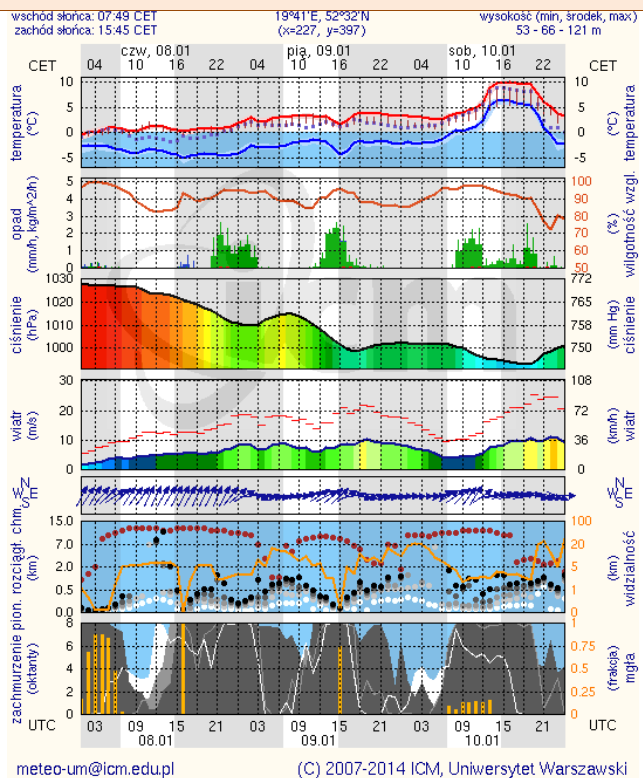 wschód słońca: 07:49 CET 19°41'E, 52°32'N wysokość (min, środek, max)
zachód słońca: 15:45 CET (x=227, y=397) 53 - 66 - 121 m
czw, 08.01 pią, 09.01 sob, 10.01
CET 04 10 16 22 04 10 16 22 04 10 16 22 CET
temperatura (°C)
10
5
0
-5
10
5
0
-5
temperatura (°C)
opad (mm/h, kg/m^2/h)
5
4
3
2
1
0
100
90
80
70
60
50
(%) wilgotność wzgl.
ciśnienie (hPa)
1030
1020
1010
1000
772
765
758
750
(mm Hg) ciśnienie
wiatr (m/s)
30
20
10
0
108
72
36
0
(km/h) wiatr
N
W E
S
N
W E
S
pion. rozciągł. chm. (km)
15.0
7.0
2.0
0.5
0.0
100
20
5
1
0
widzialność (km)
zachmurzenie (oktanty)
8
6
4
2
0
1
0.75
0.5
0.25
0
(frakcja) mgła
UTC 03 09 15 21 03 09 15 21 03 09 15 21 UTC
08.01 09.01 10.01
meteo-um@icm.edu.pl (C) 2007-2014 ICM, Uniwersytet Warszawski